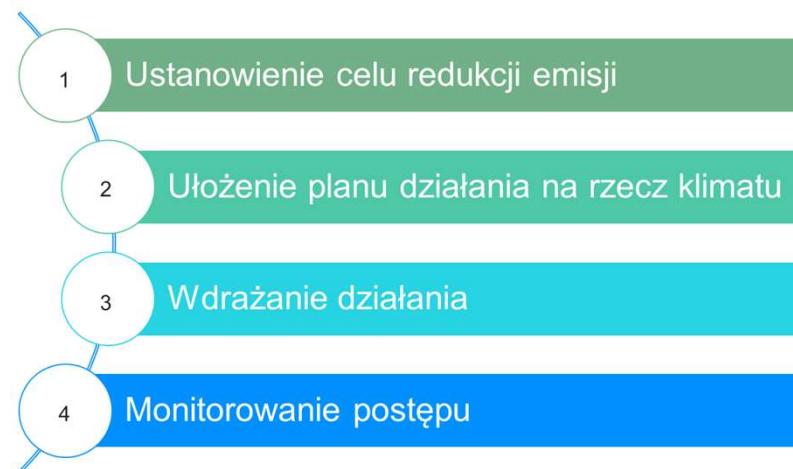 1
Ustanowienie celu redukcji emisji
2
Ułożenie planu działania na rzecz klimatu
3
Wdrażanie działania
4
Monitorowanie postępu